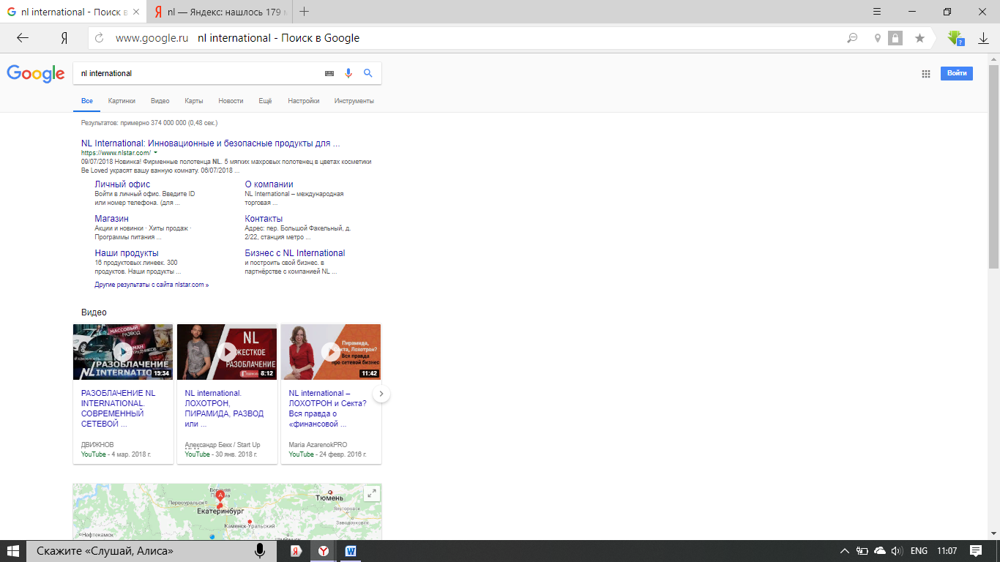 nl international - Поиск в
nl — Яндекс: нашлось 179
www.google.ru nl international - Поиск в Google
Google
nl international
Войти
Все Картинки Видео Карты Новости Ещё Настройки Инструменты
Результатов: примерно 374 000 000 (0,48 сек.)
NL International: Инновационные и безопасные продукты для ...
https://www.nlstar.com/
09/07/2018 Новинка! Фирменные полотенца NL. 5 мягких махровых полотенец в цветах косметики
Be Loved украсят вашу ванную комнату. 06/07/2018 ...
Личный офис
Войти в личный офис. Введите ID
или номер телефона. (для ...
О компании
NL International – международная
торговая ...
Магазин
Акции и новинки · Хиты продаж ·
Программы питания ...
Контакты
Адрес: пер. Большой Факельный, д.
2/22, станция метро ...
Наши продукты
16 продуктовых линеек. 300
продуктов. Наши продукты ...
Бизнес с NL International
и построить свой бизнес. в
партнёрстве с компанией NL ...
Другие результаты с сайта nlstar.com »
Видео
МАССОВЫЙ
РАЗВОД
РАЗОБЛАЧЕНИЕ
NL INTERNATIO
19:34
РАЗОБЛАЧЕНИЕ NL
INTERNATIONAL.
СОВРЕМЕННЫЙ
СЕТЕВОЙ ...
ДВИЖНОВ
YouTube - 4 мар. 2018 г.
NL
ЖЕСТКОЕ
РАЗОБЛАЧЕНИЕ
8:12
NL international.
ЛОХОТРОН,
ПИРАМИДА, РАЗВОД
или ...
Александр Бекк / Start Up
YouTube - 30 янв. 2018 г.
Пирамида,
Лохотрон?
Вся правда
про сетевой бизнес
11:42
NL international –
ЛОХОТРОН и Секта?
Вся правда о
«финансовой ...
Maria AzarenokPRO
YouTube - 24 февр. 2016 г.
A
Верхняя
Первоуральск
Екатеринбург
Тюмень
Ялуторовск
Каменск-Уральский
Заводоуковск
Нефтекамск
Скажите «Слушай, Алиса»
ENG 11:07